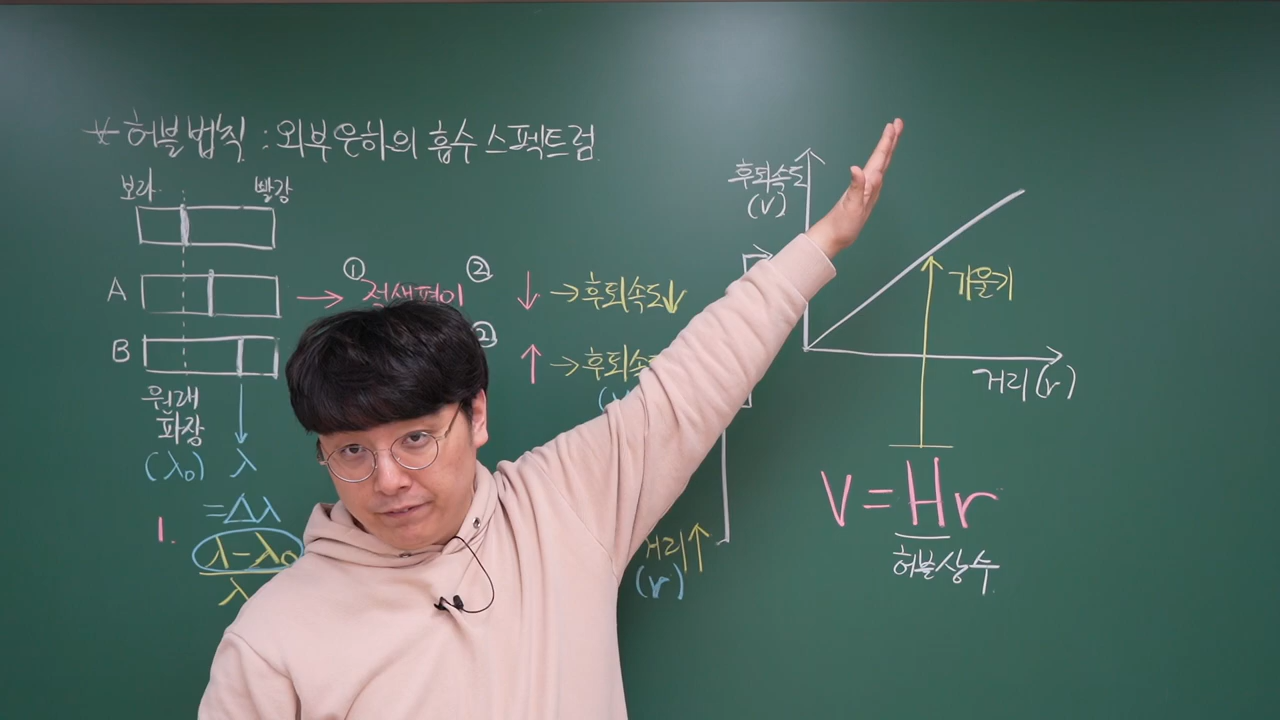 허블법칙 : 외부은하의 흡수 스펙트럼
보라 빨강
A → ① 적색편이 ② ↓ → 후퇴속도↓
B ② ↑ → 후퇴속
원래
파장
(λ₀) λ
= Δλ
1.
λ-λ₀
λ
거리↑
(r)
후퇴속도
(v)
기울기
거리(r)
V = Hr
허블상수